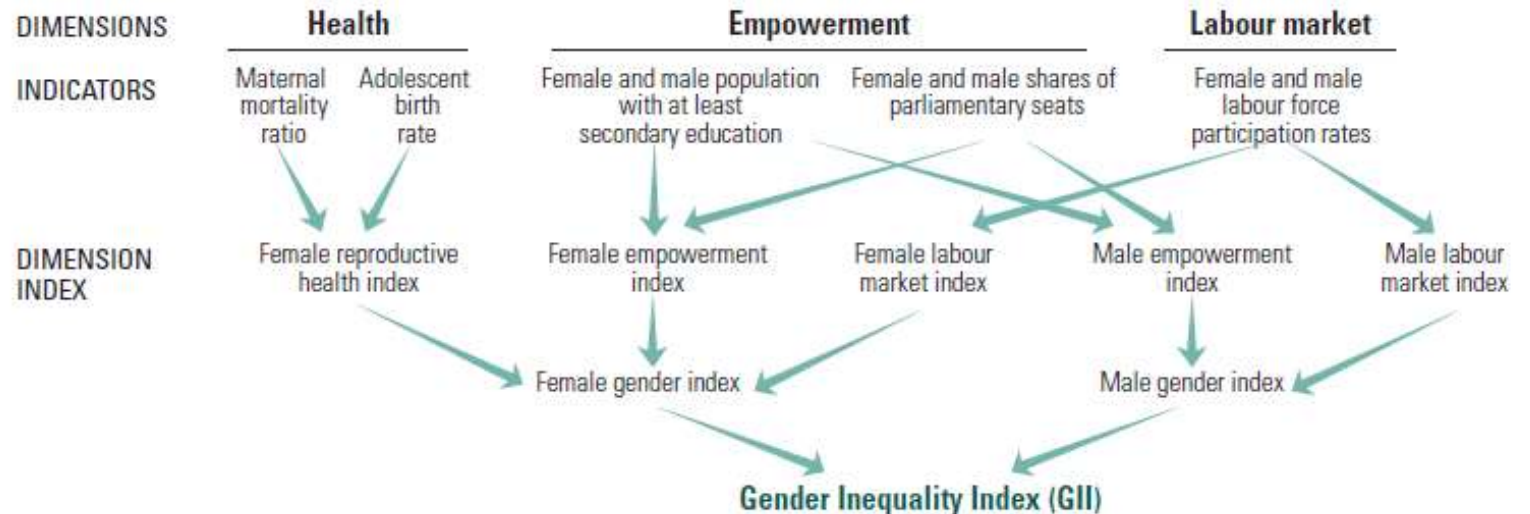 DIMENSIONS
Health
Empowerment
Labour market
INDICATORS
Maternal
mortality
ratio
Adolescent
birth
rate
Female and male population
with at least
secondary education
Female and male shares of
parliamentary seats
Female and male
labour force
participation rates
DIMENSION
INDEX
Female reproductive
health index
Female empowerment
index
Female labour
market index
Male empowerment
index
Male labour
market index
Female gender index
Male gender index
Gender Inequality Index (GII)